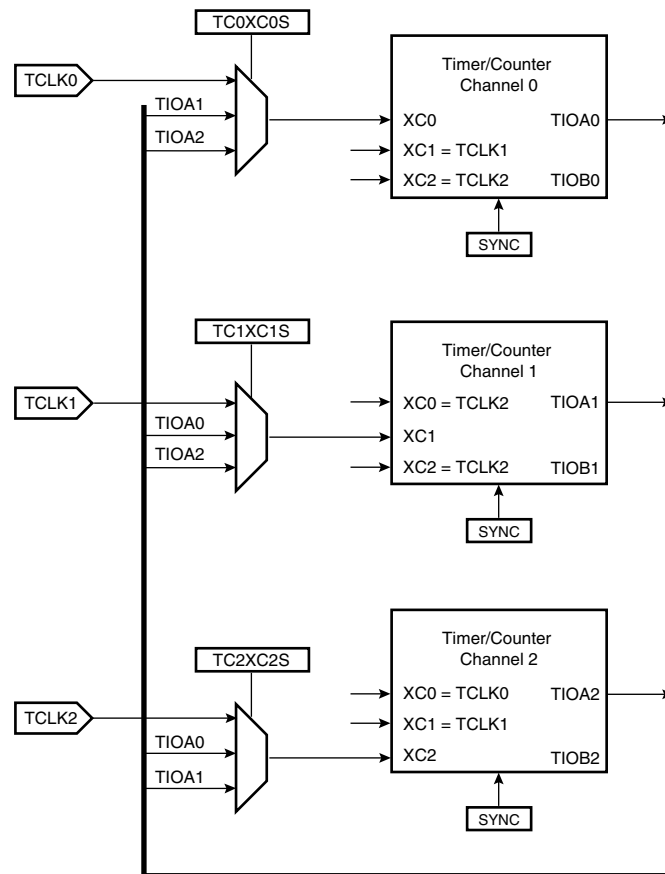 TC0XC0S
TCLK0
TIOA1
TIOA2
Timer/Counter
Channel 0
XC0
TIOA0
XC1 = TCLK1
XC2 = TCLK2
TIOB0
SYNC
TC1XC1S
TCLK1
TIOA0
TIOA2
Timer/Counter
Channel 1
XC0 = TCLK2
TIOA1
XC1
XC2 = TCLK2
TIOB1
SYNC
TC2XC2S
TCLK2
TIOA0
TIOA1
Timer/Counter
Channel 2
XC0 = TCLK0
TIOA2
XC1 = TCLK1
XC2
TIOB2
SYNC